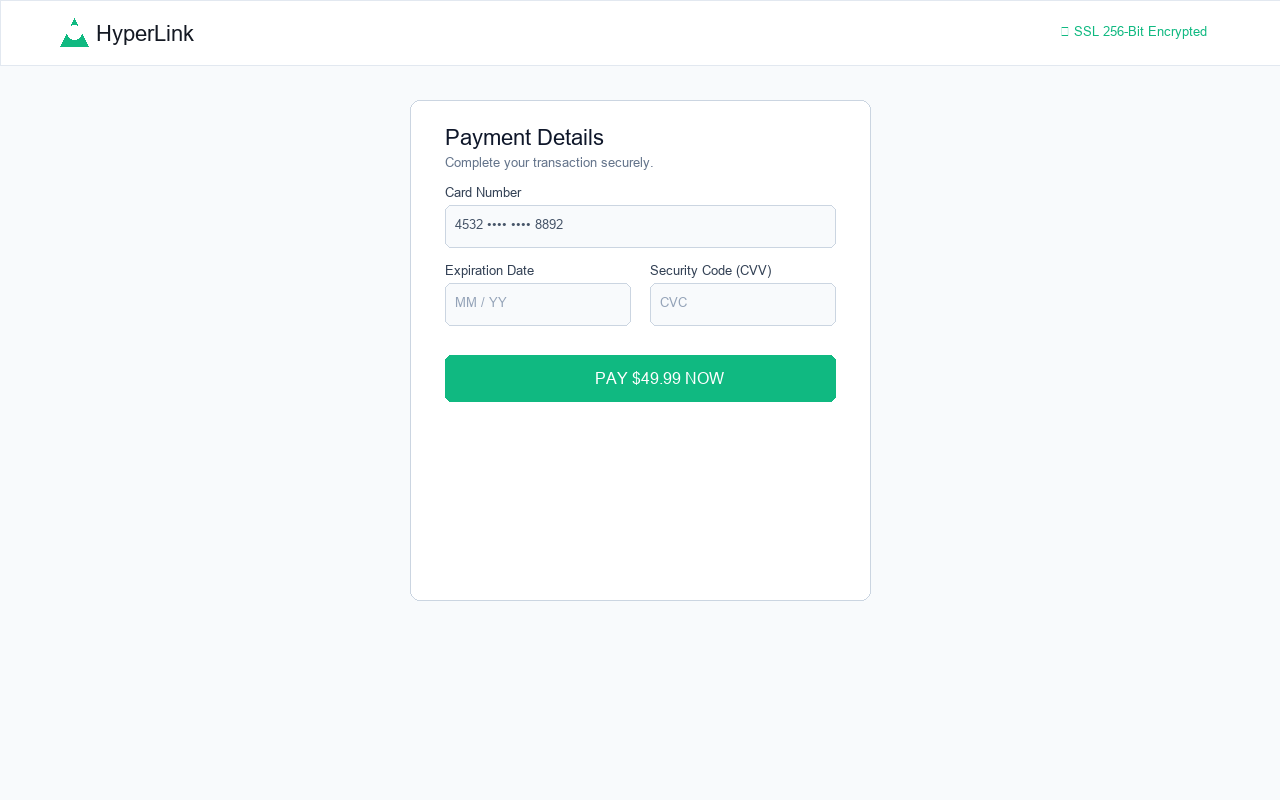 HyperLink
SSL 256-Bit Encrypted
Payment Details
Complete your transaction securely.
Card Number
4532 •••• •••• 8892
Expiration Date
Security Code (CVV)
MM / YY
CVC
PAY $49.99 NOW